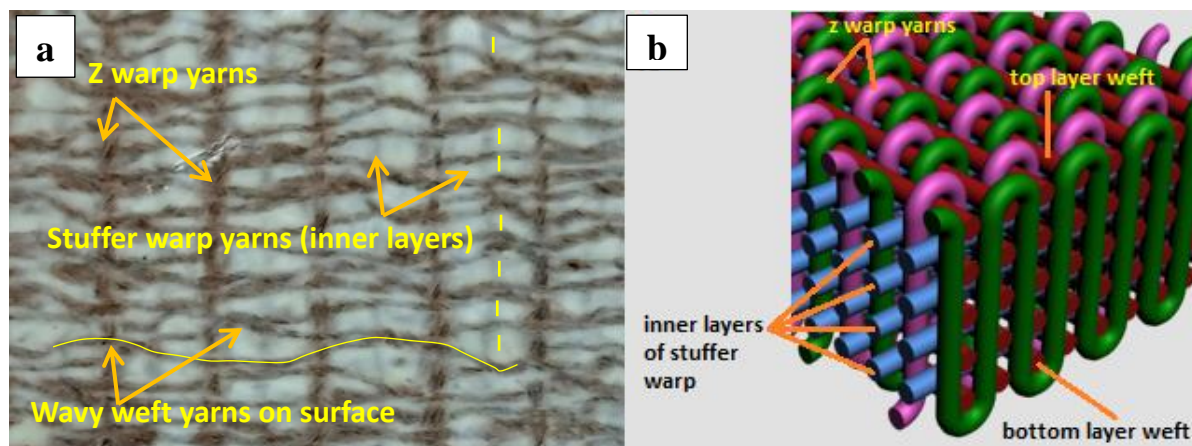 a
Z warp yarns
Stuffer warp yarns (inner layers)
Wavy weft yarns on surface
b
z warp yarns
top layer weft
inner layers
of stuffer
warp
bottom layer weft